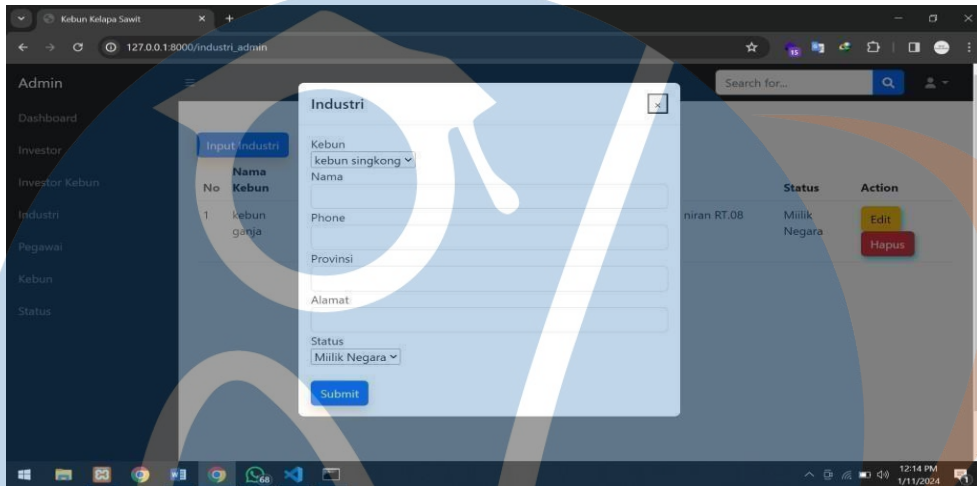 Kebun Kelapa Sawit
127.0.0.1:8000/industri_admin
15
Admin
Search for...
Dashboard
Investor
Investor Kebun
Industri
Pegawai
Kebun
Status
Input Industri
No Nama Kebun Status Action
1 kebun ganja niran RT.08 Miilik Negara Edit
Hapus
Industri
Kebun
kebun singkong
Nama
Phone
Provinsi
Alamat
Status
Miilik Negara
Submit
68
12:14 PM
1/11/2024